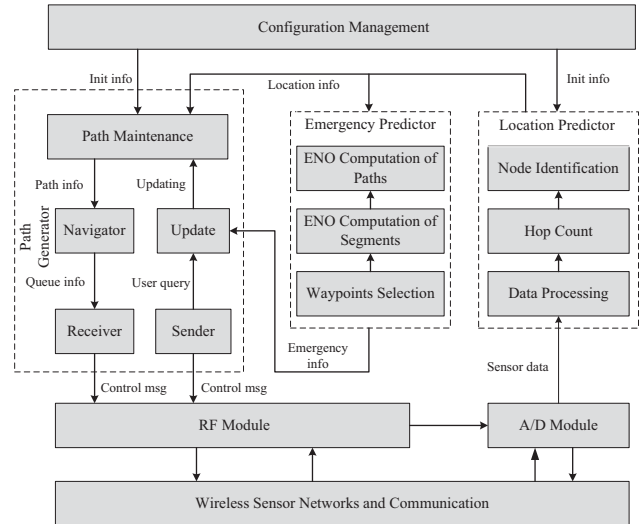 Configuration Management
Init info
Location info
Init info
Path Maintenance
Emergency Predictor
Location Predictor
ENO Computation of
Paths
Node Identification
Path info
Updating
Path
Generator
Navigator
Update
ENO Computation of
Segments
Hop Count
Queue info
User query
Waypoints Selection
Data Processing
Receiver
Sender
Emergency
info
Sensor data
Control msg
Control msg
RF Module
A/D Module
Wireless Sensor Networks and Communication